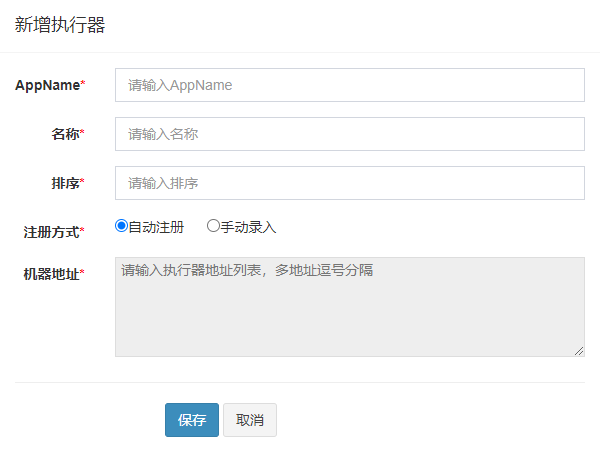 新增执行器
AppName* 请输入AppName
名称* 请输入名称
排序* 请输入排序
注册方式* 自动注册 手动录入
机器地址* 请输入执行器地址列表，多地址逗号分隔
保存 取消